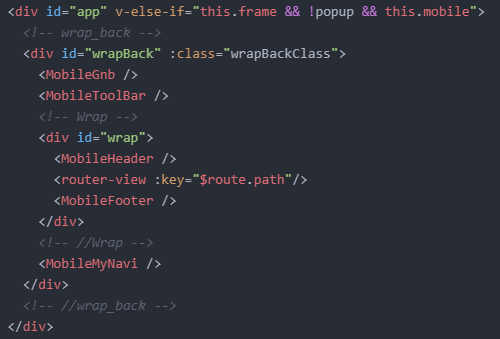 <div id="app" v-else-if="this.frame && !popup && this.mobile">
<!-- wrap_back -->
<div id="wrapBack" :class="wrapBackClass">
<MobileGnb />
<MobileToolBar />
<!-- Wrap -->
<div id="wrap">
<MobileHeader />
<router-view :key="$route.path"/>
<MobileFooter />
</div>
<!-- //Wrap -->
<MobileMyNavi />
</div>
<!-- //wrap_back -->
</div>